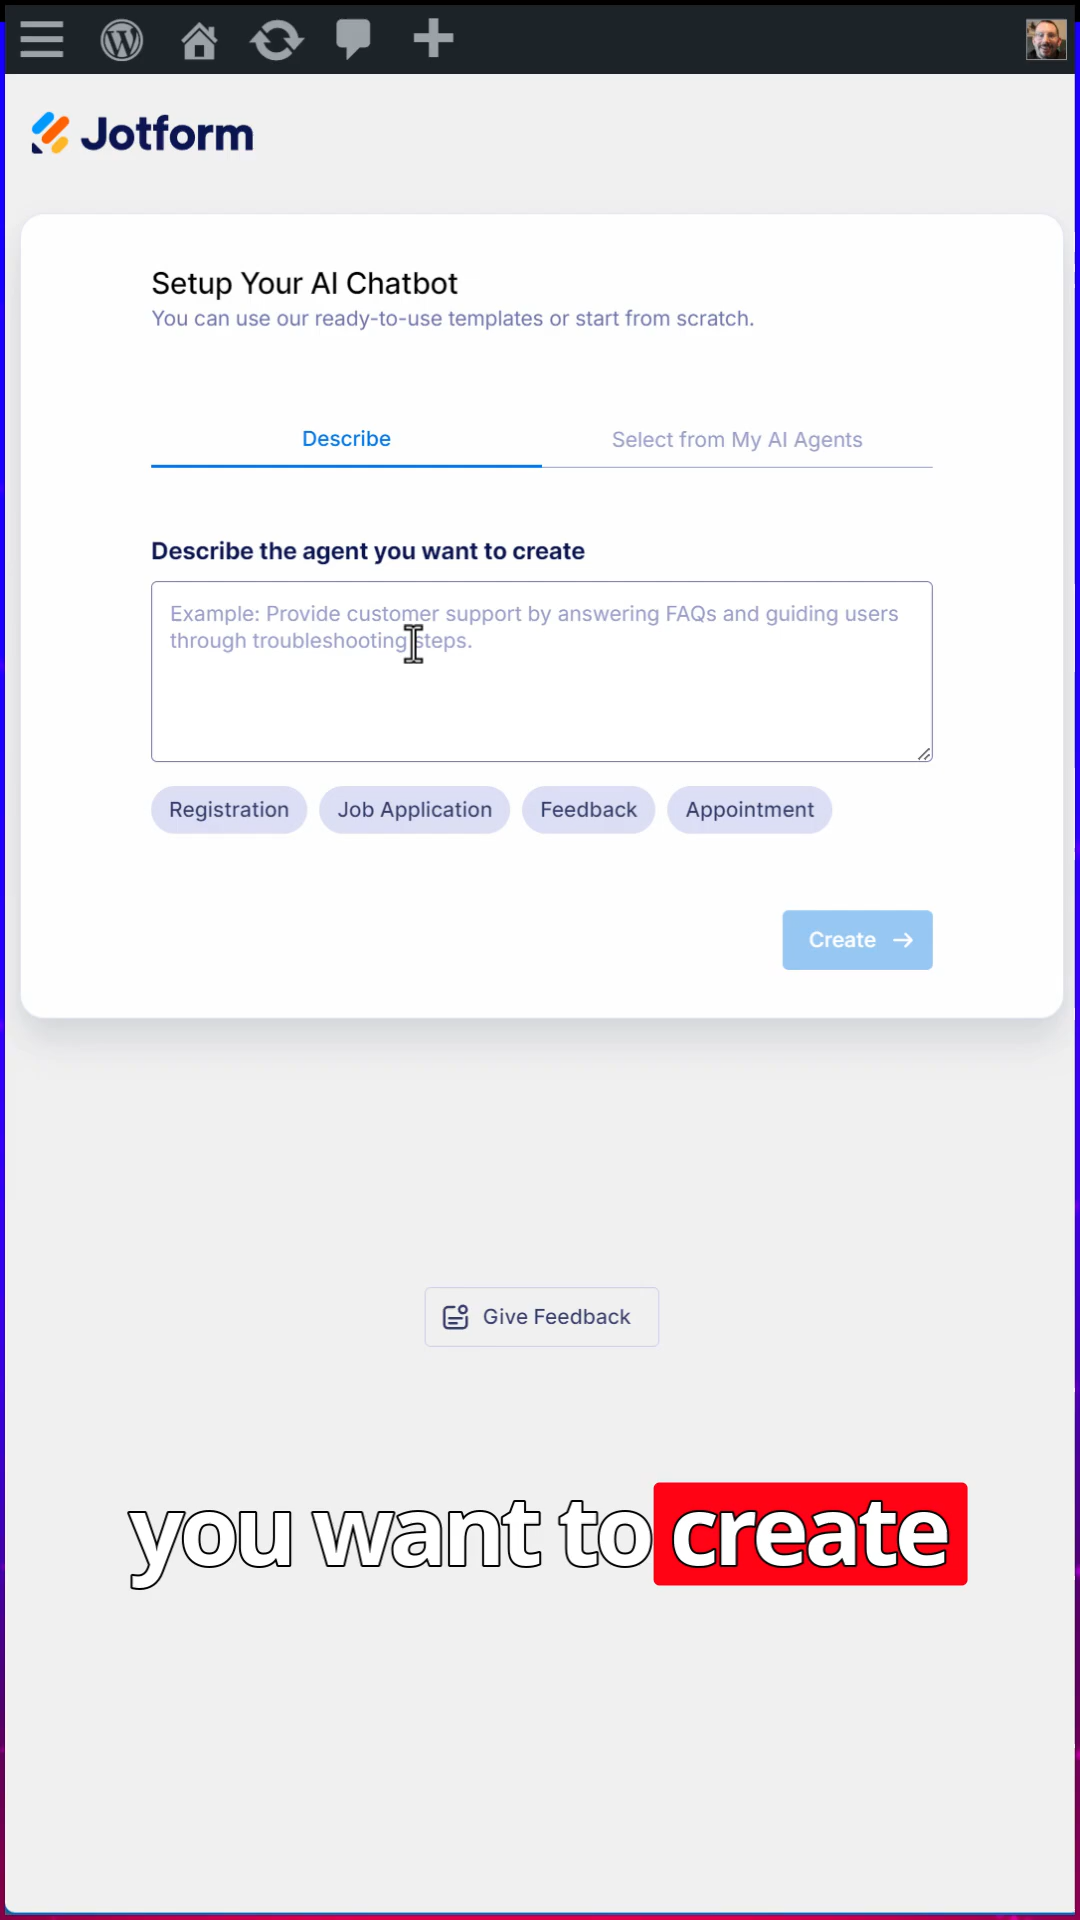 Jotform
Setup Your AI Chatbot
You can use our ready-to-use templates or start from scratch.
Describe
Select from My AI Agents
Describe the agent you want to create
Example: Provide customer support by answering FAQs and guiding users
through troubleshooting steps.
Registration
Job Application
Feedback
Appointment
Create
Give Feedback
you want to create